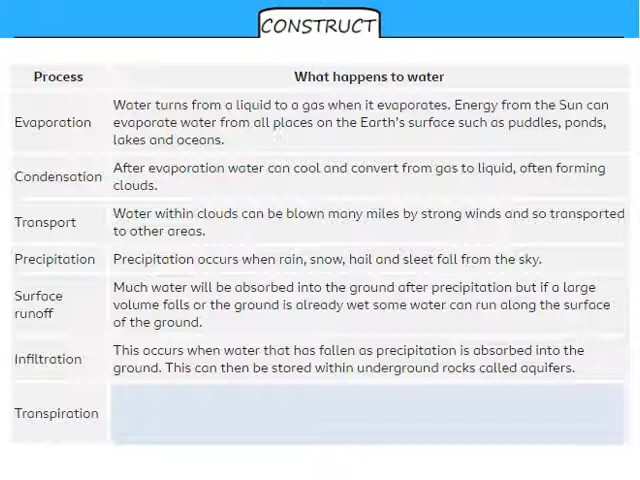 CONSTRUCT
Process What happens to water
Evaporation Water turns from a liquid to a gas when it evaporates. Energy from the Sun can
evaporate water from all places on the Earth's surface such as puddles, ponds,
lakes and oceans.
Condensation After evaporation water can cool and convert from gas to liquid, often forming
clouds.
Transport Water within clouds can be blown many miles by strong winds and so transported
to other areas.
Precipitation Precipitation occurs when rain, snow, hail and sleet fall from the sky.
Surface runoff Much water will be absorbed into the ground after precipitation but if a large
volume falls or the ground is already wet some water can run along the surface
of the ground.
Infiltration This occurs when water that has fallen as precipitation is absorbed into the
ground. This can then be stored within underground rocks called aquifers.
Transpiration